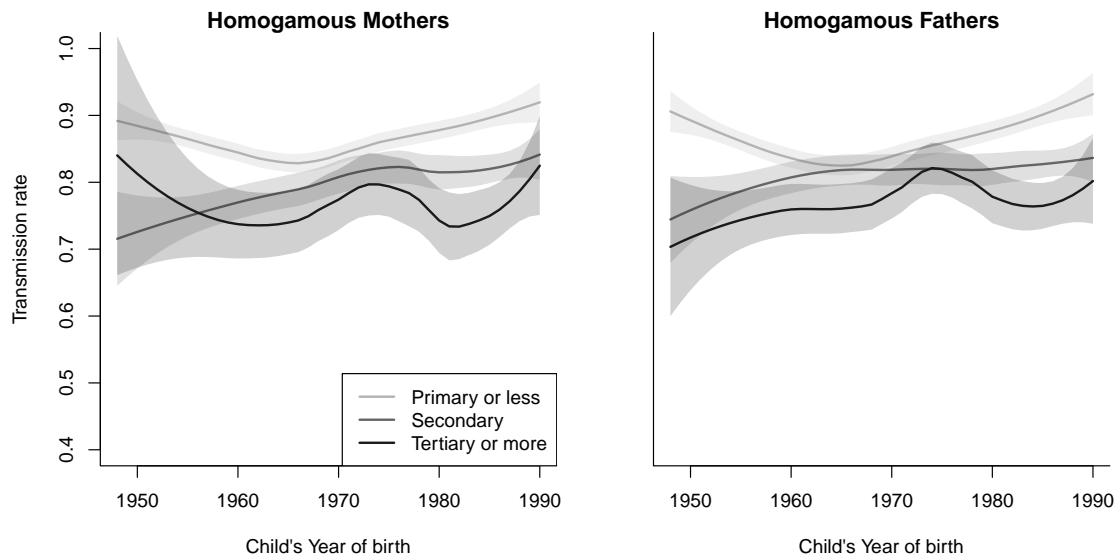 Homogamous Mothers
Homogamous Fathers
Transmission rate
1.0
0.9
0.8
0.7
0.6
0.5
0.4
Primary or less
Secondary
Tertiary or more
1950 1960 1970 1980 1990
1950 1960 1970 1980 1990
Child's Year of birth
Child's Year of birth